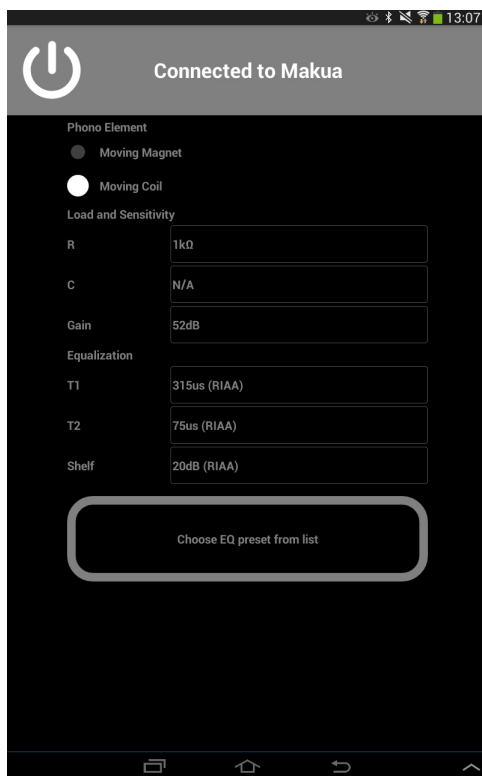 13:07
Connected to Makua
Phono Element
Moving Magnet
Moving Coil
Load and Sensitivity
R 1kΩ
C N/A
Gain 52dB
Equalization
T1 315us (RIAA)
T2 75us (RIAA)
Shelf 20dB (RIAA)
Choose EQ preset from list